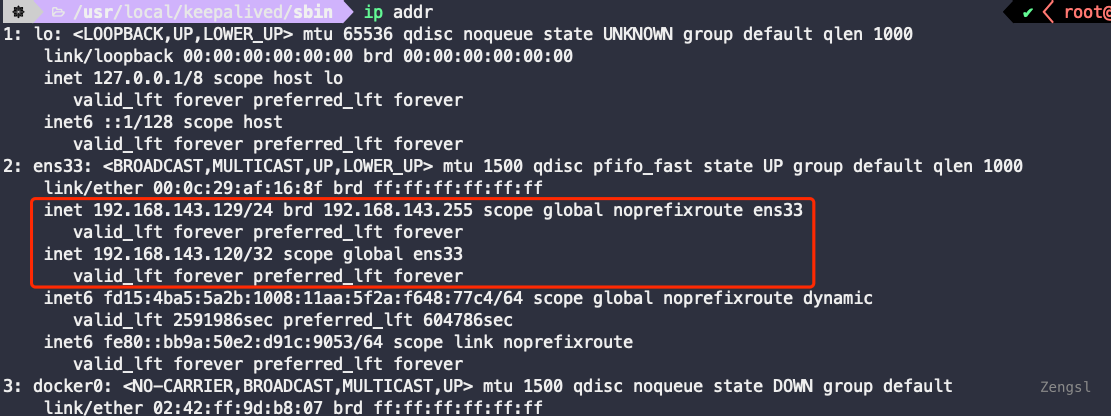 /usr/local/keepalived/sbin ip addr ✔ root@
1: lo: <LOOPBACK,UP,LOWER_UP> mtu 65536 qdisc noqueue state UNKNOWN group default qlen 1000
link/loopback 00:00:00:00:00:00 brd 00:00:00:00:00:00
inet 127.0.0.1/8 scope host lo
valid_lft forever preferred_lft forever
inet6 ::1/128 scope host
valid_lft forever preferred_lft forever
2: ens33: <BROADCAST,MULTICAST,UP,LOWER_UP> mtu 1500 qdisc pfifo_fast state UP group default qlen 1000
link/ether 00:0c:29:af:16:8f brd ff:ff:ff:ff:ff:ff
inet 192.168.143.129/24 brd 192.168.143.255 scope global noprefixroute ens33
valid_lft forever preferred_lft forever
inet 192.168.143.120/32 scope global ens33
valid_lft forever preferred_lft forever
inet6 fd15:4ba5:5a2b:1008:11aa:5f2a:f648:77c4/64 scope global noprefixroute dynamic
valid_lft 2591986sec preferred_lft 604786sec
inet6 fe80::bb9a:50e2:d91c:9053/64 scope link noprefixroute
valid_lft forever preferred_lft forever
3: docker0: <NO-CARRIER,BROADCAST,MULTICAST,UP> mtu 1500 qdisc noqueue state DOWN group default
Zengsl
link/ether 02:42:ff:9d:b8:07 brd ff:ff:ff:ff:ff:ff